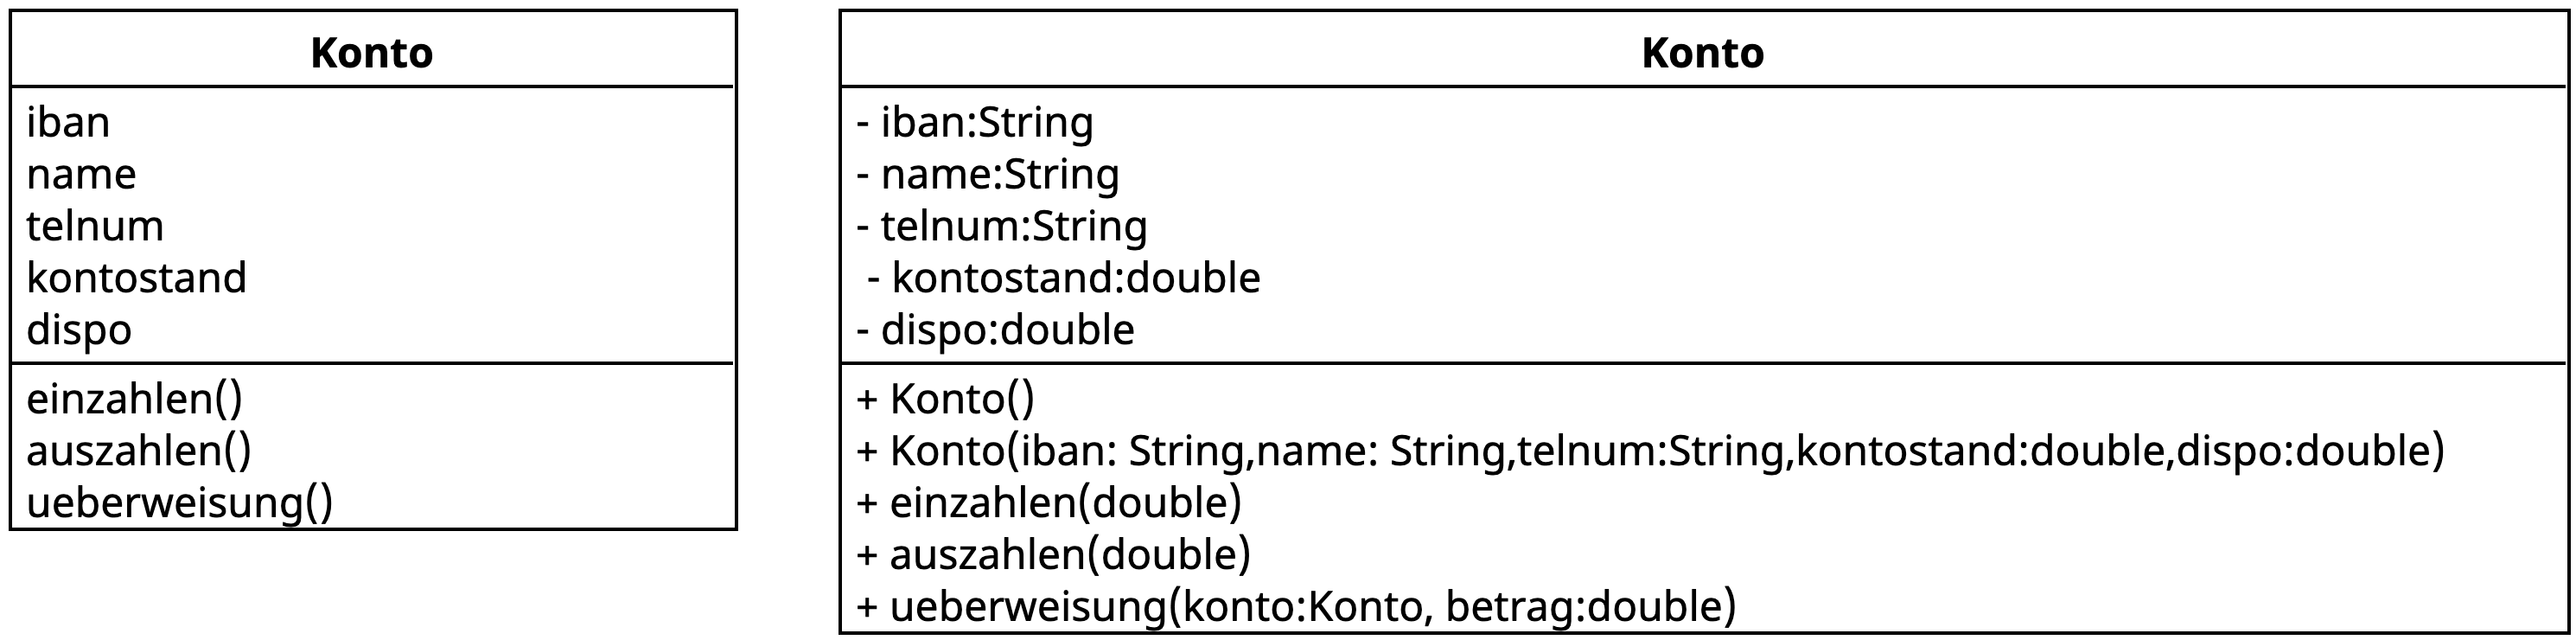 Konto
iban
name
telnum
kontostand
dispo
einzahlen()
auszahlen()
ueberweisung()
Konto
- iban:String
- name:String
- telnum:String
- kontostand:double
- dispo:double
+ Konto()
+ Konto(iban: String,name: String,telnum:String,kontostand:double,dispo:double)
+ einzahlen(double)
+ auszahlen(double)
+ ueberweisung(konto:Konto, betrag:double)